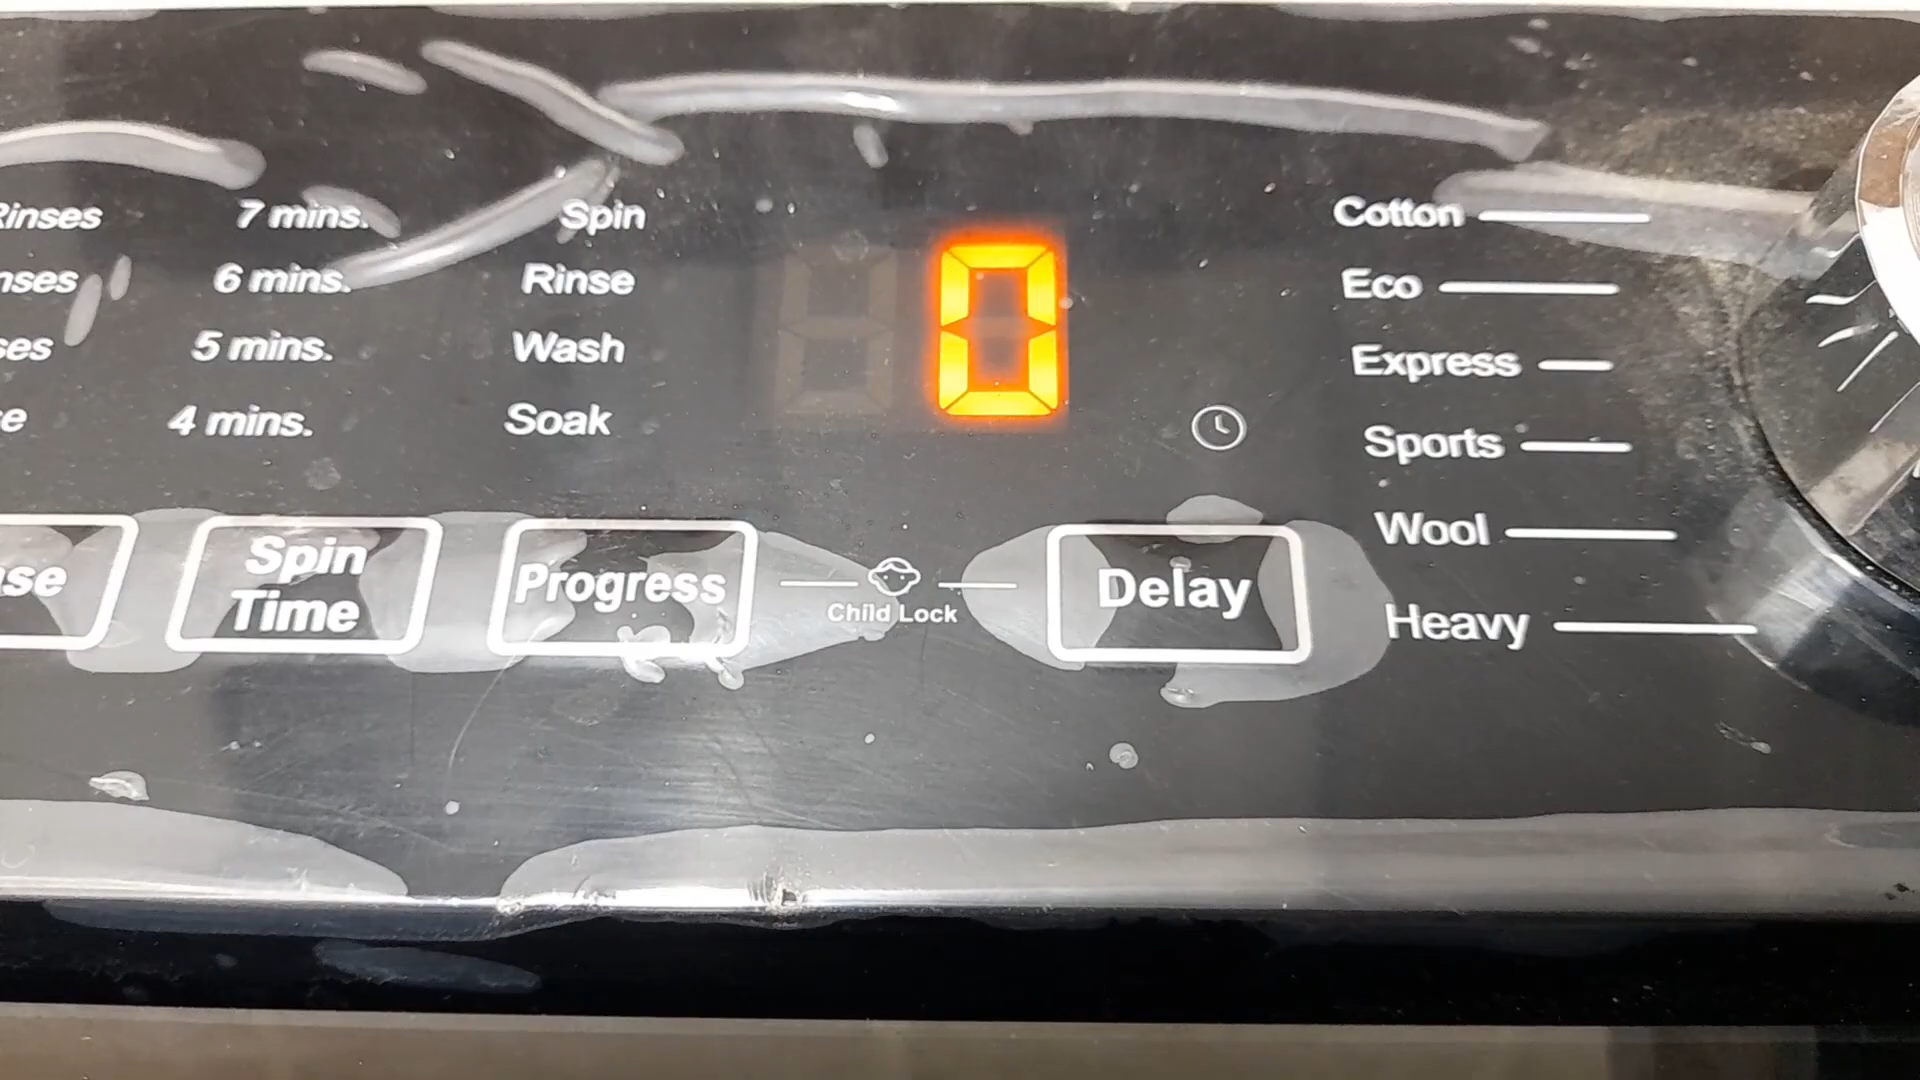 Rinses 7 mins. Spin
nses 6 mins. Rinse
ses 5 mins. Wash
e 4 mins. Soak
0
Cotton
Eco
Express
Sports
Wool
Heavy
se
Spin
Time
Progress
Child Lock
Delay